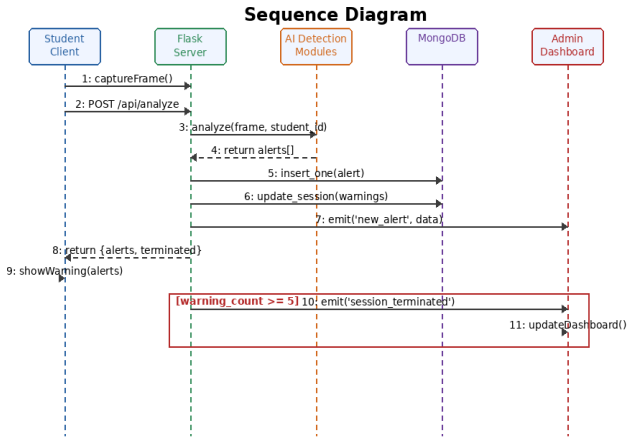 Sequence Diagram
Student
Client
Flask
Server
AI Detection
Modules
MongoDB
Admin
Dashboard
1: captureFrame()
2: POST /api/analyze
3: analyze(frame, student_id)
4: return alerts[]
5: insert_one(alert)
6: update_session(warnings)
7: emit('new_alert', data)
8: return {alerts, terminated}
9: showWarning(alerts)
[warning_count >= 5] 10: emit('session_terminated')
11: updateDashboard()